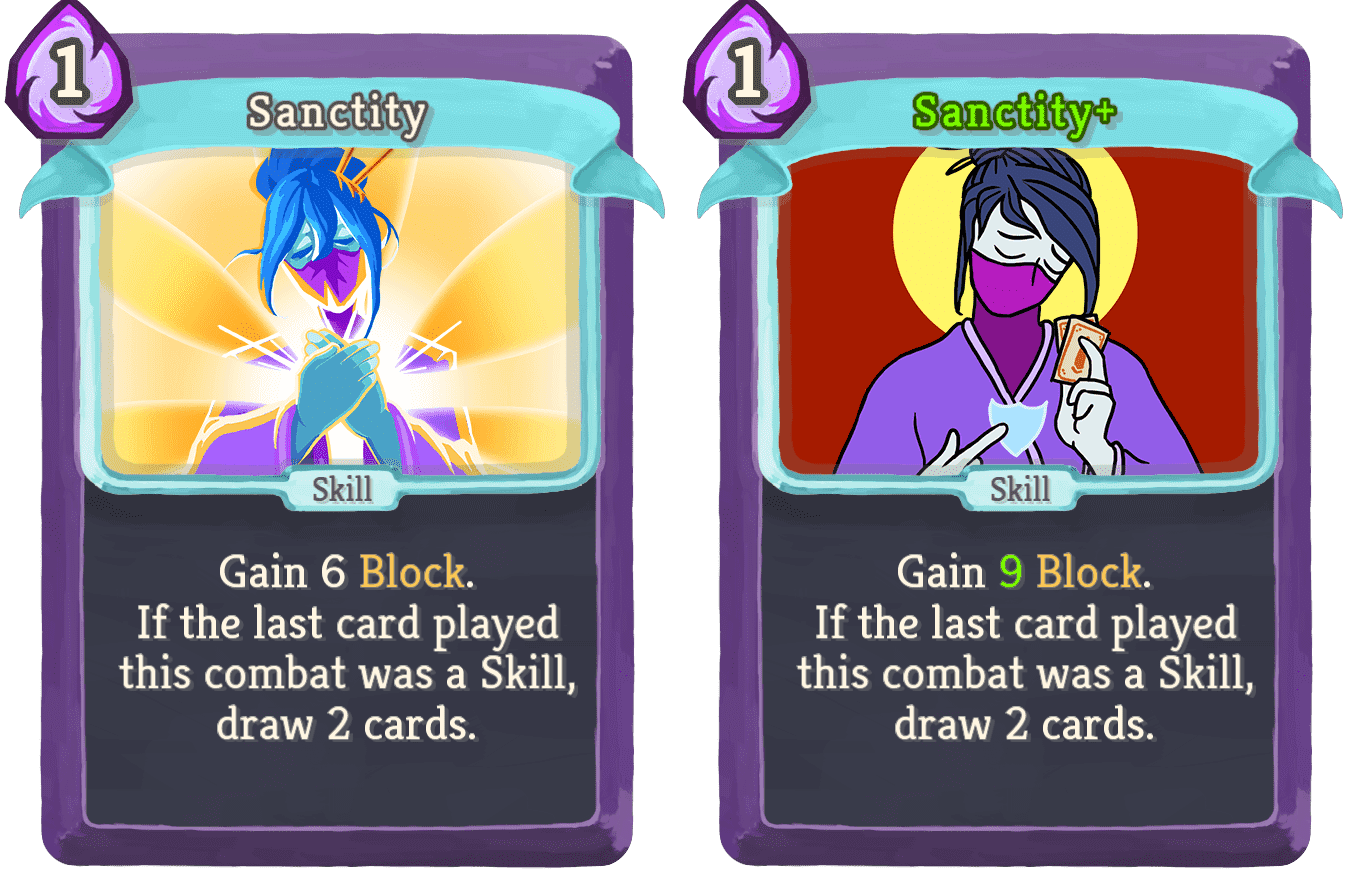 1
Sanctity
Skill
Gain 6 Block.
If the last card played
this combat was a Skill,
draw 2 cards.
1
Sanctity+
Skill
Gain 9 Block.
If the last card played
this combat was a Skill,
draw 2 cards.